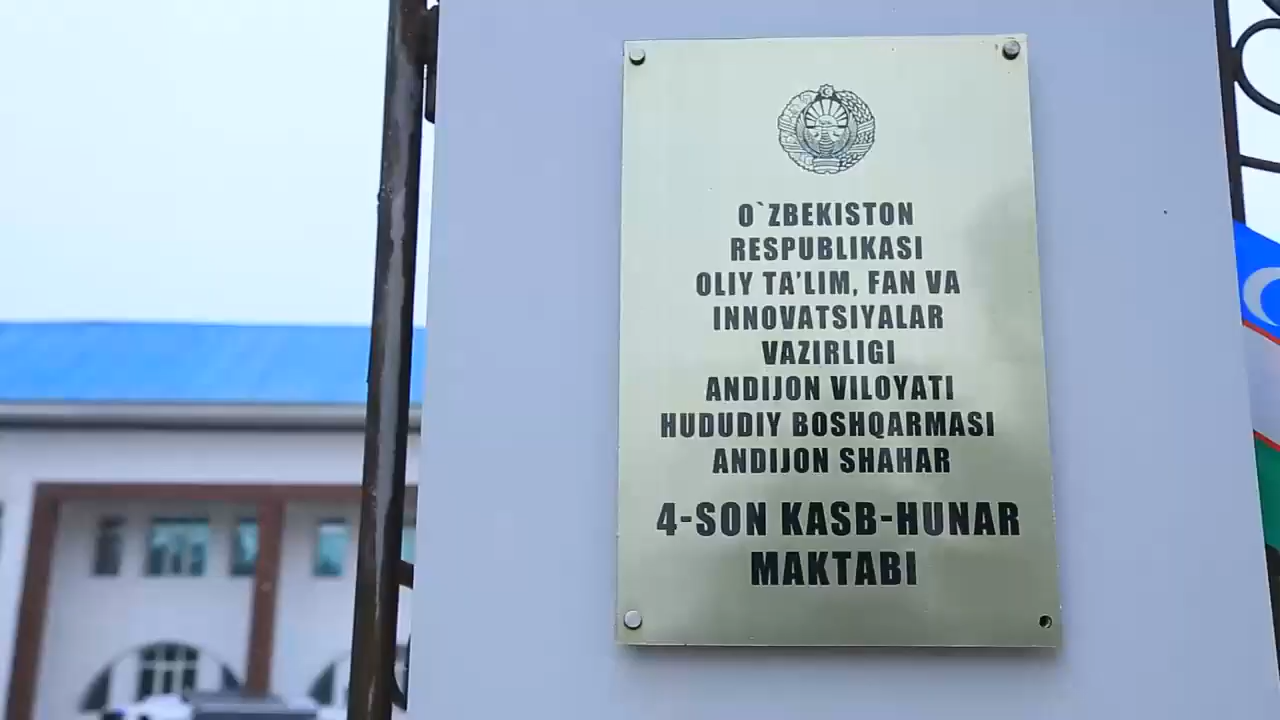 O`ZBEKISTON
RESPUBLIKASI
OLIY TA'LIM, FAN VA
INNOVATSIYALAR
VAZIRLIGI
ANDIJON VILOYATI
HUDUDIY BOSHQARMASI
ANDIJON SHAHAR
4-SON KASB-HUNAR
MAKTABI